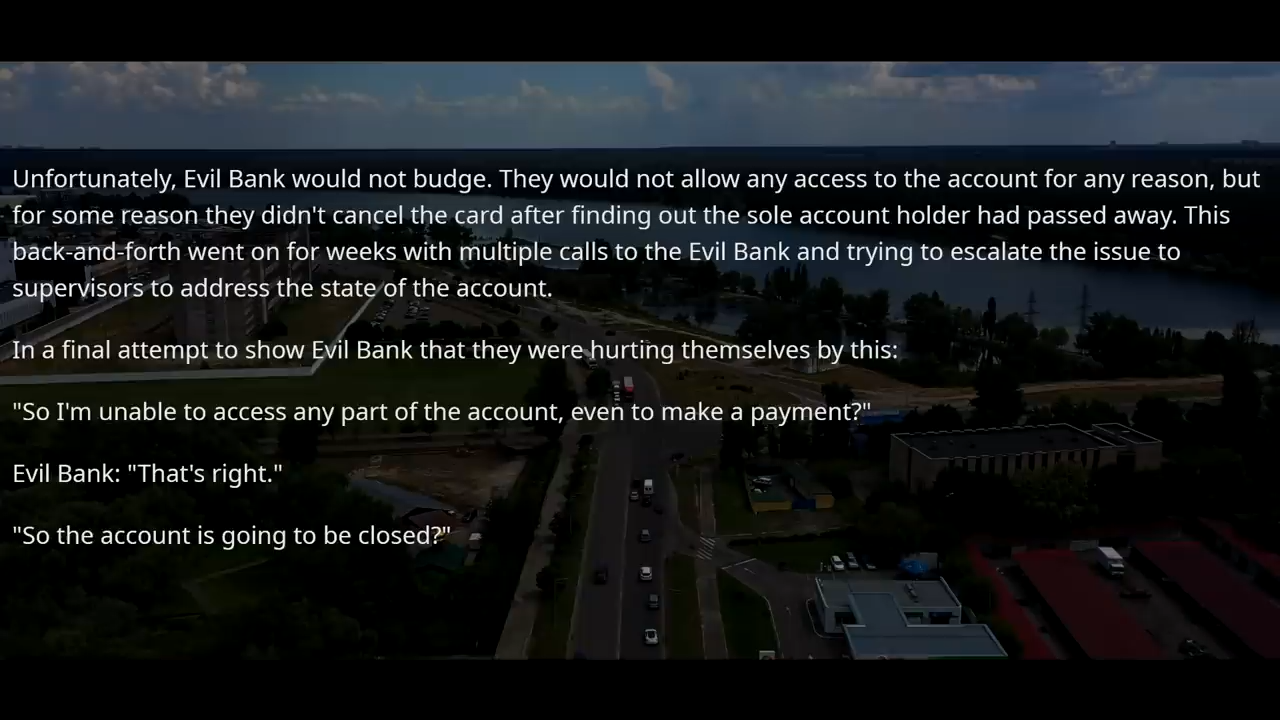 Unfortunately, Evil Bank would not budge. They would not allow any access to the account for any reason, but
for some reason they didn't cancel the card after finding out the sole account holder had passed away. This
back-and-forth went on for weeks with multiple calls to the Evil Bank and trying to escalate the issue to
supervisors to address the state of the account.
In a final attempt to show Evil Bank that they were hurting themselves by this:
"So I'm unable to access any part of the account, even to make a payment?"
Evil Bank: "That's right."
"So the account is going to be closed?"